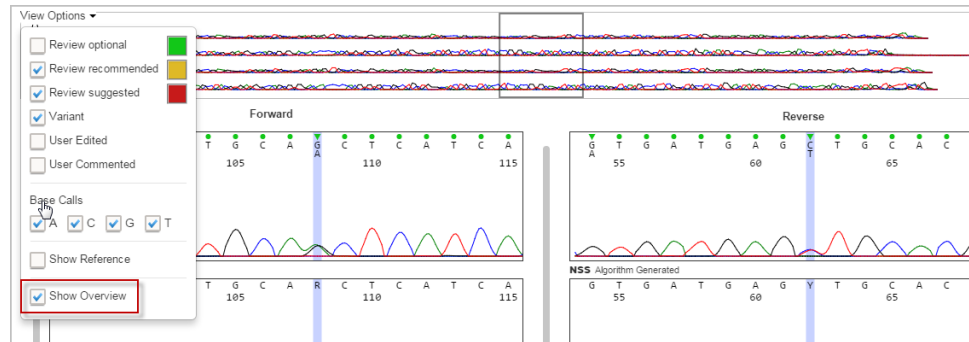 View Options
Review optional
Review recommended
Review suggested
Variant
User Edited
User Commented
Base Calls
A C G T
Show Reference
Show Overview
Forward
T G C A G C T C A T C A
A
105 110 115
T G C A R C T C A T C A
105 110 115
Reverse
G T G A T G A G C T G C A C
A T
55 60 65
NSS Algorithm Generated
G T G A T G A G Y T G C A C
55 60 65